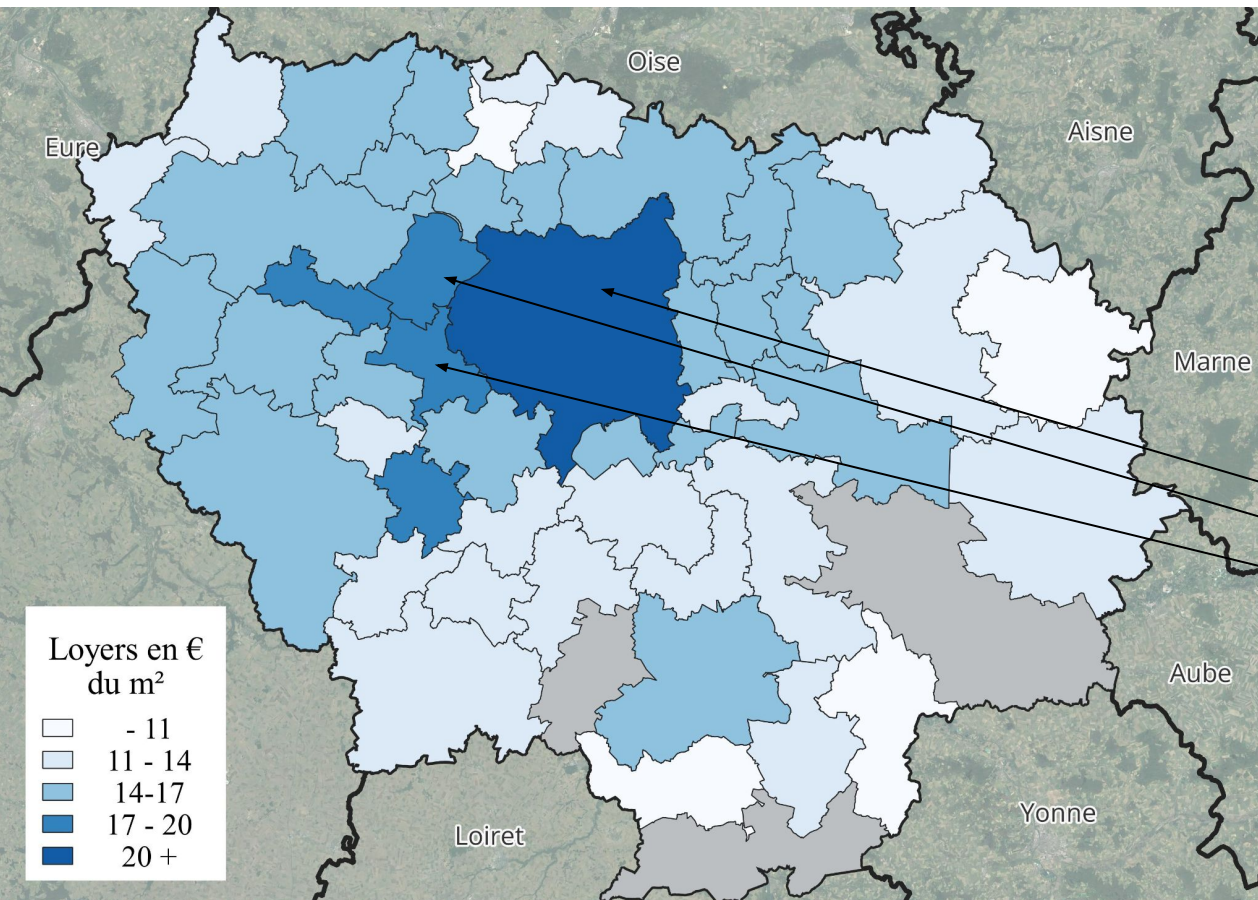 Oise
Aisne
Eure
Marne
Loyers en €
du m²
- 11
11 - 14
14-17
17 - 20
20 +
Aube
Yonne
Loiret